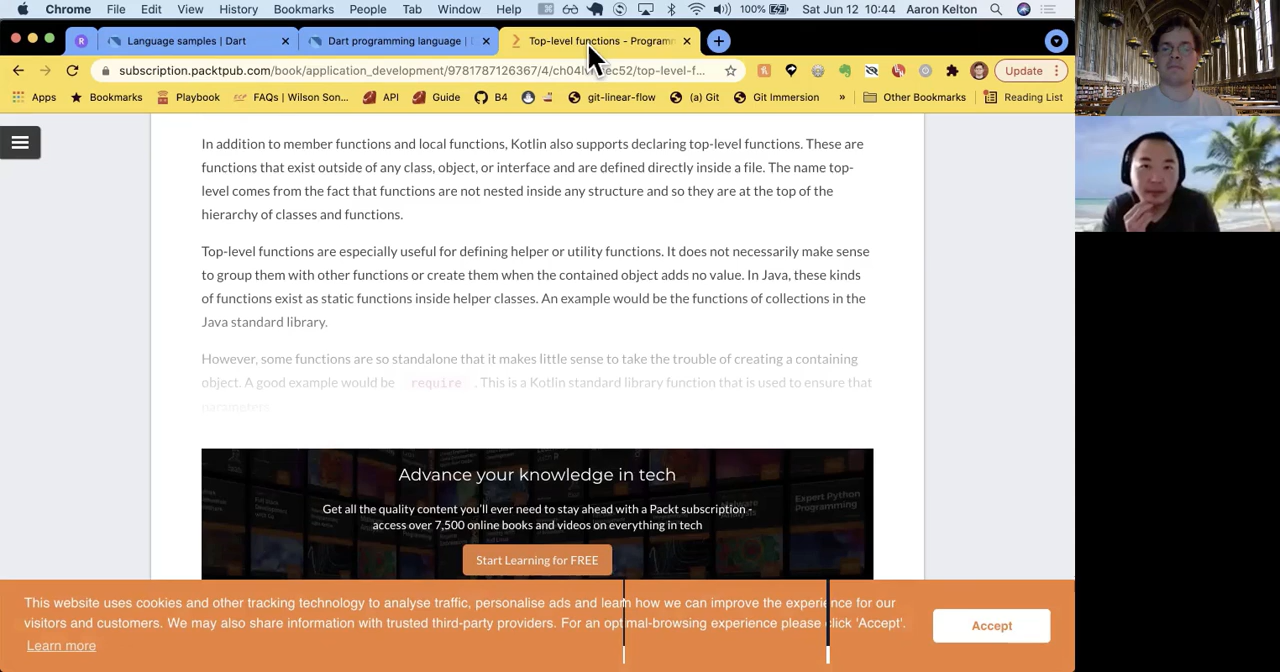 Chrome File Edit View History Bookmarks People Tab Window Help 100% Sat Jun 12 10:44 Aaron Kelton
R Language samples | Dart Dart programming language | Top-level functions - Programm
subscription.packtpub.com/book/application_development/9781787126367/4/ch04lvl1sec52/top-level-f... Update
Apps Bookmarks Playbook FAQs | Wilson Son... API Guide B4 git-linear-flow (a) Git Git Immersion » Other Bookmarks Reading List
In addition to member functions and local functions, Kotlin also supports declaring top-level functions. These are
functions that exist outside of any class, object, or interface and are defined directly inside a file. The name top-
level comes from the fact that functions are not nested inside any structure and so they are at the top of the
hierarchy of classes and functions.
Top-level functions are especially useful for defining helper or utility functions. It does not necessarily make sense
to group them with other functions or create them when the contained object adds no value. In Java, these kinds
of functions exist as static functions inside helper classes. An example would be the functions of collections in the
Java standard library.
However, some functions are so standalone that it makes little sense to take the trouble of creating a containing
object. A good example would be require . This is a Kotlin standard library function that is used to ensure that
parameters
Advance your knowledge in tech
Get all the quality content you'll ever need to stay ahead with a Packt subscription -
access over 7,500 online books and videos on everything in tech
Expert Python
Programming
Start Learning for FREE
This website uses cookies and other tracking technology to analyse traffic, personalise ads and learn how we can improve the experience for our
visitors and customers. We may also share information with trusted third-party providers. For an optimal-browsing experience please click 'Accept'.
Learn more
Accept